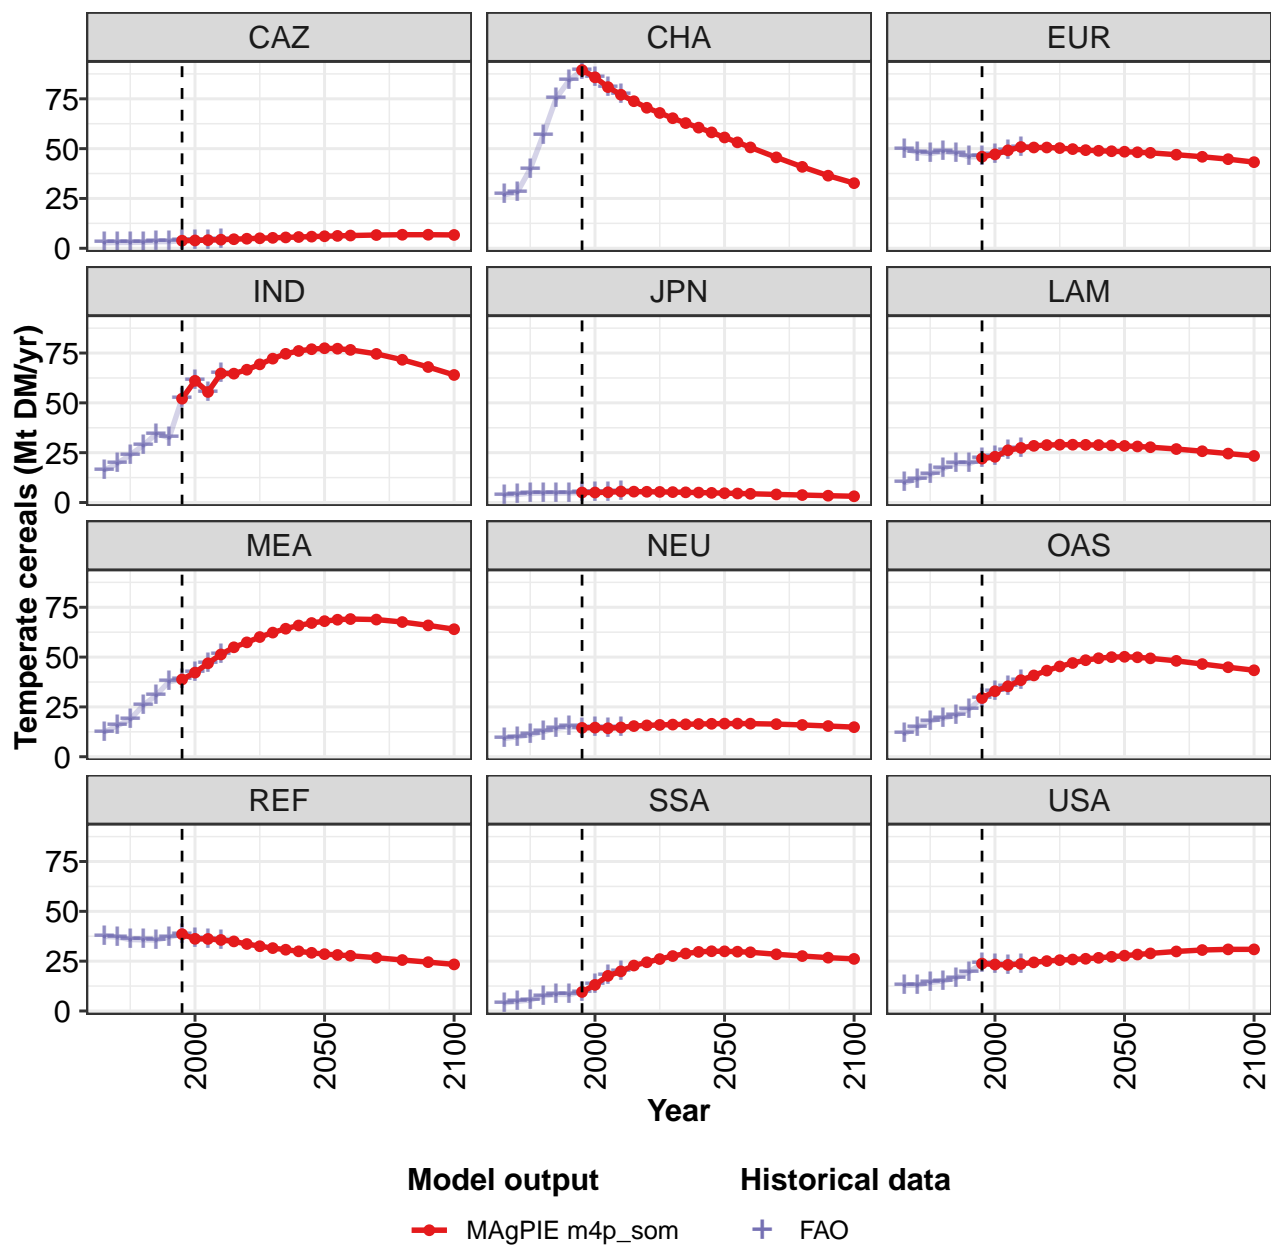 CAZ CHA EUR
75
50
25
0
IND JPN LAM
75
50
25
0
MEA NEU OAS
75
50
25
0
REF SSA USA
75
50
25
0
Temperate cereals (Mt DM/yr)
2000 2050 2100 2000 2050 2100 2000 2050 2100
Year
Model output Historical data
MAgPIE m4p_som FAO